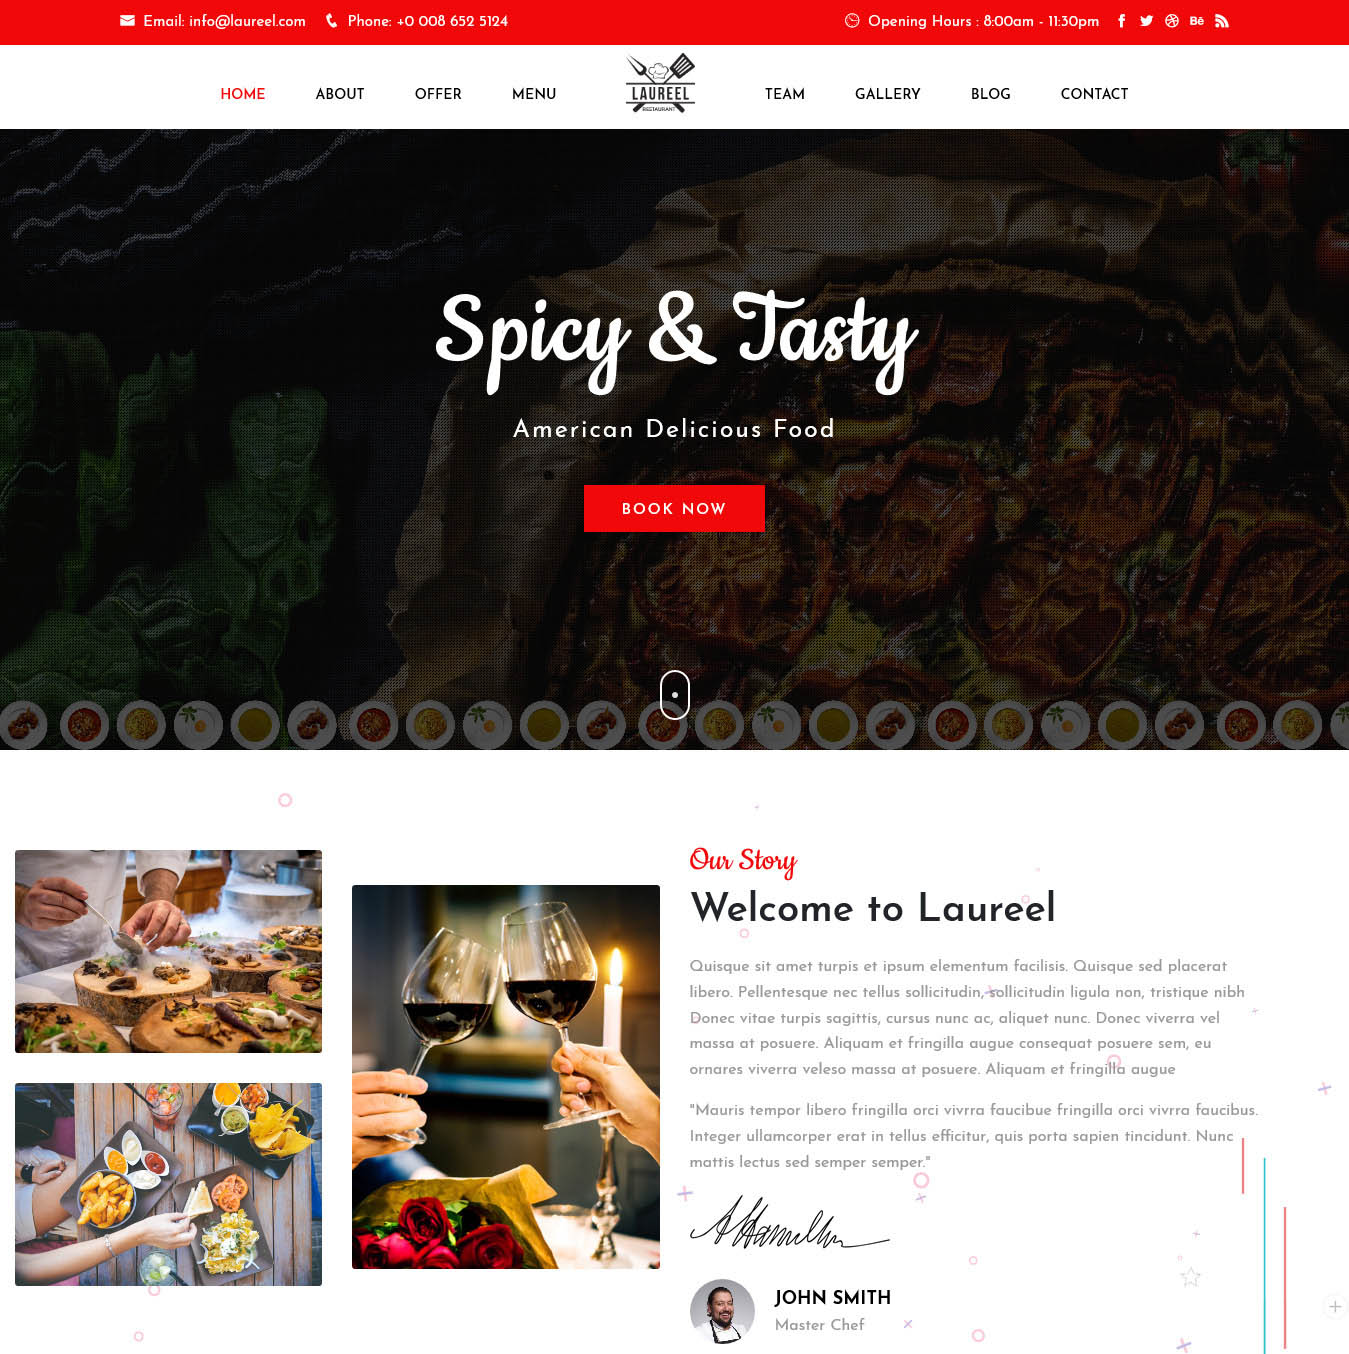 Email: info@laureel.com Phone: +0 008 652 5124 Opening Hours : 8:00am - 11:30pm
HOME ABOUT OFFER MENU LAUREEL TEAM GALLERY BLOG CONTACT
RESTAURANT
Spicy & Tasty
American Delicious Food
BOOK NOW
Our Story
Welcome to Laureel
Quisque sit amet turpis et ipsum elementum facilisis. Quisque sed placerat
libero. Pellentesque nec tellus sollicitudin, sollicitudin ligula non, tristique nibh
Donec vitae turpis sagittis, cursus nunc ac, aliquet nunc. Donec viverra vel
massa at posuere. Aliquam et fringilla augue consequat posuere sem, eu
ornares viverra veleso massa at posuere. Aliquam et fringilla augue
"Mauris tempor libero fringilla orci vivrra faucibue fringilla orci vivrra faucibus.
Integer ullamcorper erat in tellus efficitur, quis porta sapien tincidunt. Nunc
mattis lectus sed semper semper."
JOHN SMITH
Master Chef